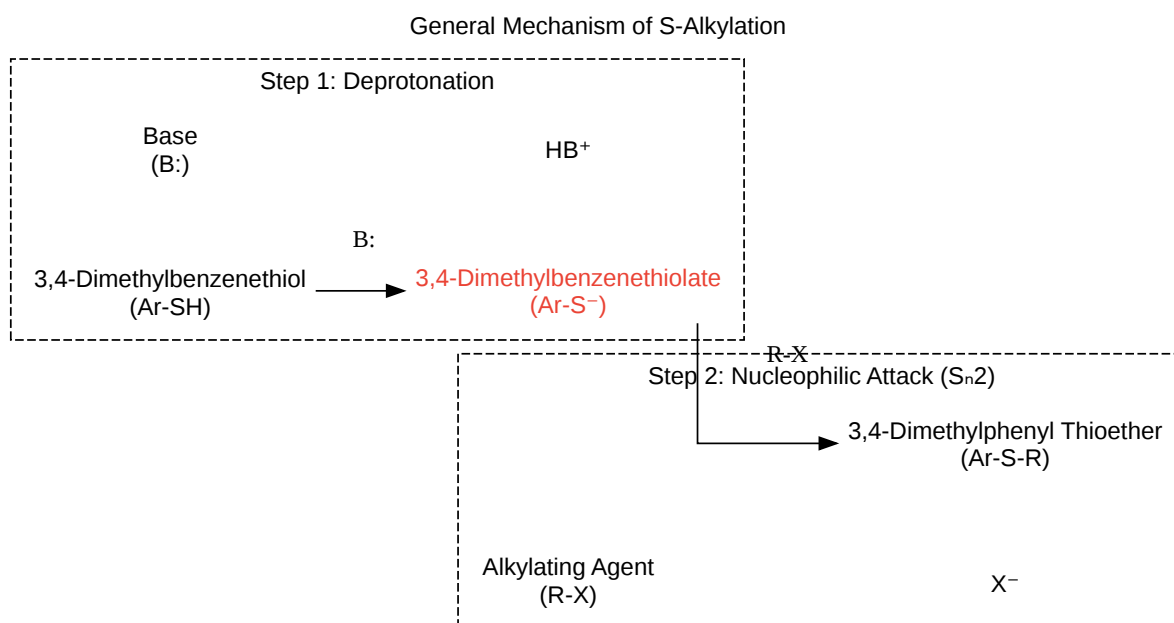 General Mechanism of S-Alkylation
Step 1: Deprotonation
Base
(B:)
HB⁺
B:
3,4-Dimethylbenzenethiol
(Ar-SH)
3,4-Dimethylbenzenethiolate
(Ar-S⁻)
R-X
Step 2: Nucleophilic Attack (Sₙ2)
3,4-Dimethylphenyl Thioether
(Ar-S-R)
Alkylating Agent
(R-X)
X⁻